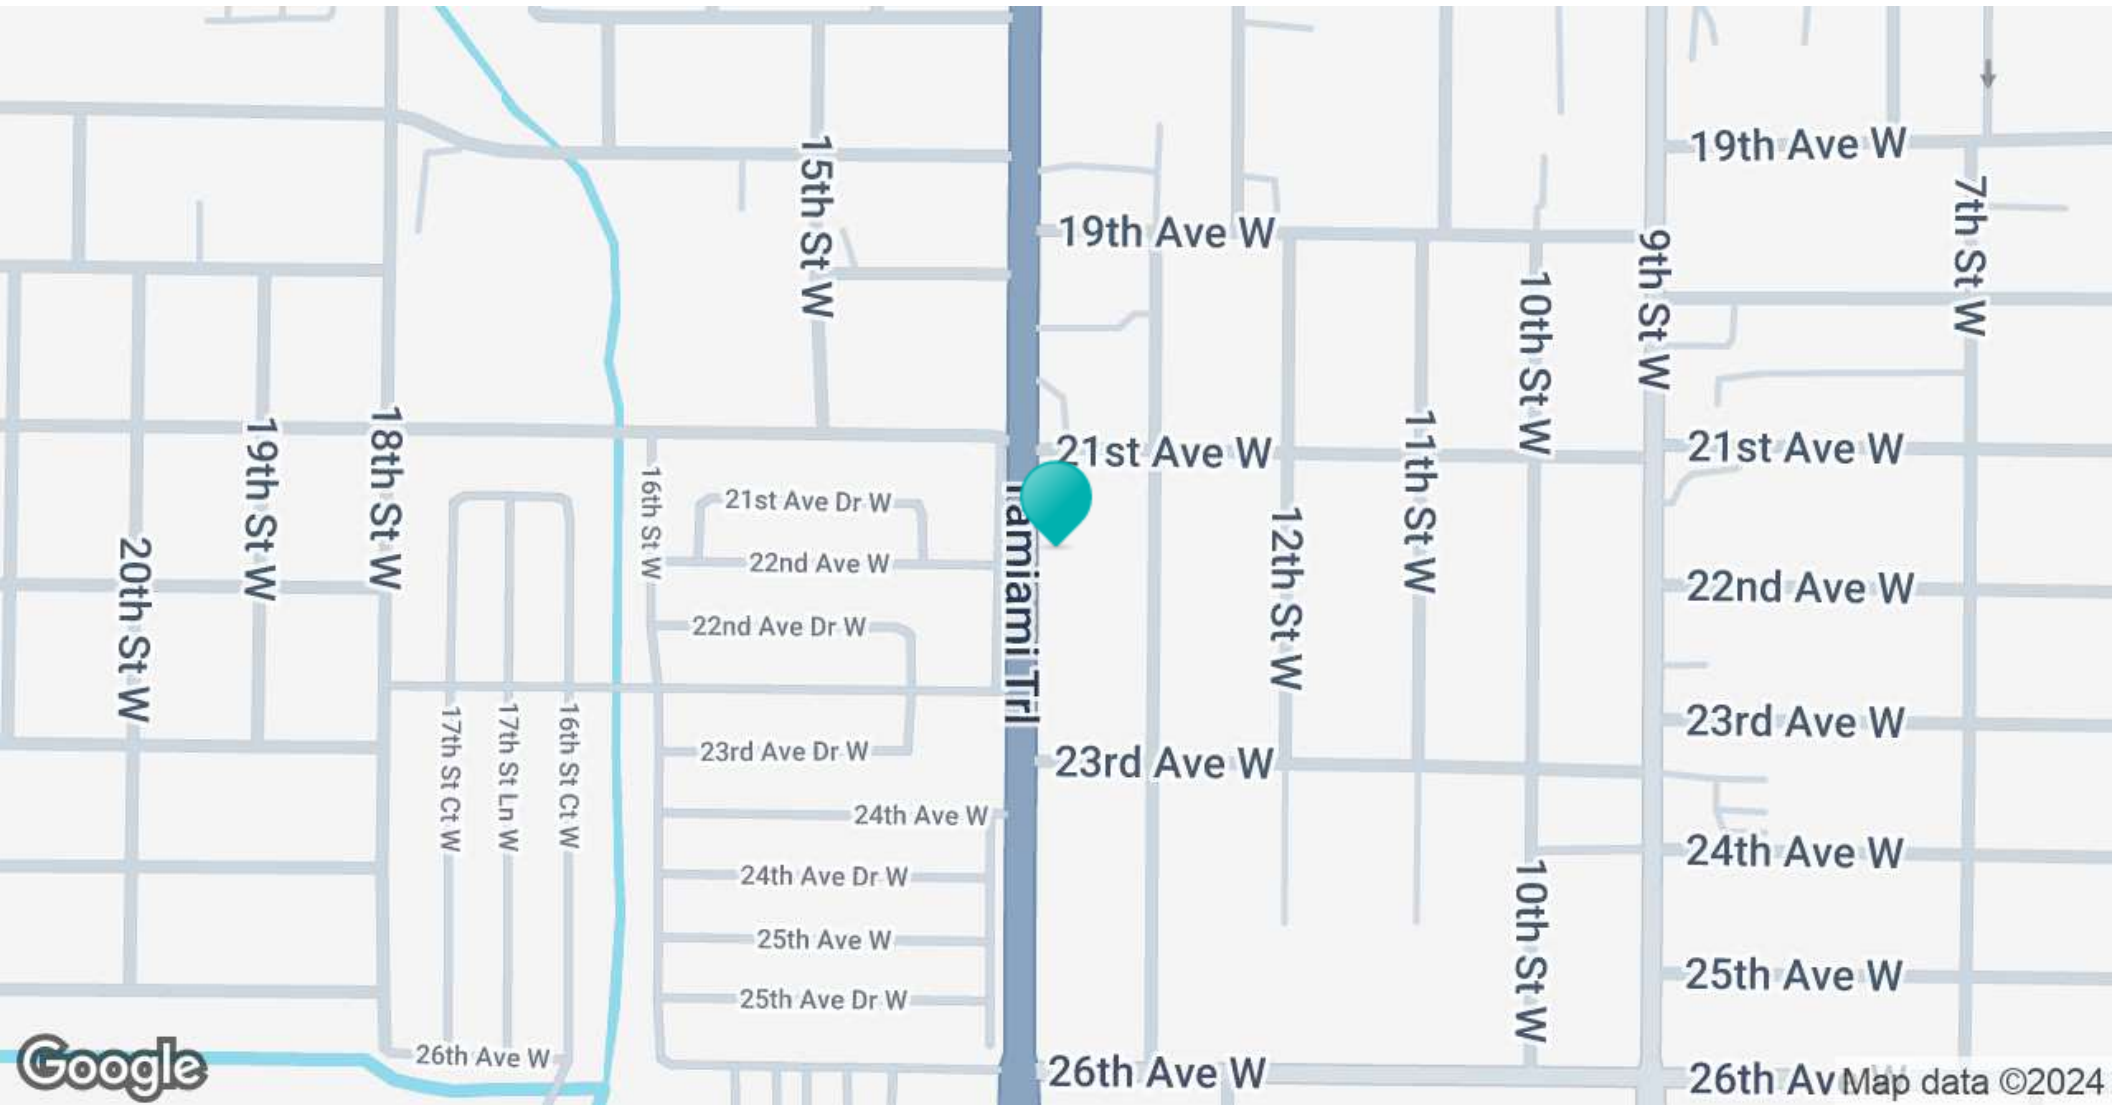 19th Ave W
15th St W
7th St W
19th Ave W
9th St W
10th St W
18th St W
19th St W
11th St W
21st Ave W
21st Ave W
16th St W
21st Ave Dr W
Tamiami Trl
12th St W
20th St W
22nd Ave W
22nd Ave W
22nd Ave Dr W
17th St Ct W
17th St Ln W
16th St Ct W
23rd Ave W
23rd Ave Dr W
23rd Ave W
24th Ave W
24th Ave W
10th St W
24th Ave Dr W
25th Ave W
25th Ave W
25th Ave Dr W
26th Ave W
26th Ave W
26th Av
Google
Map data ©2024